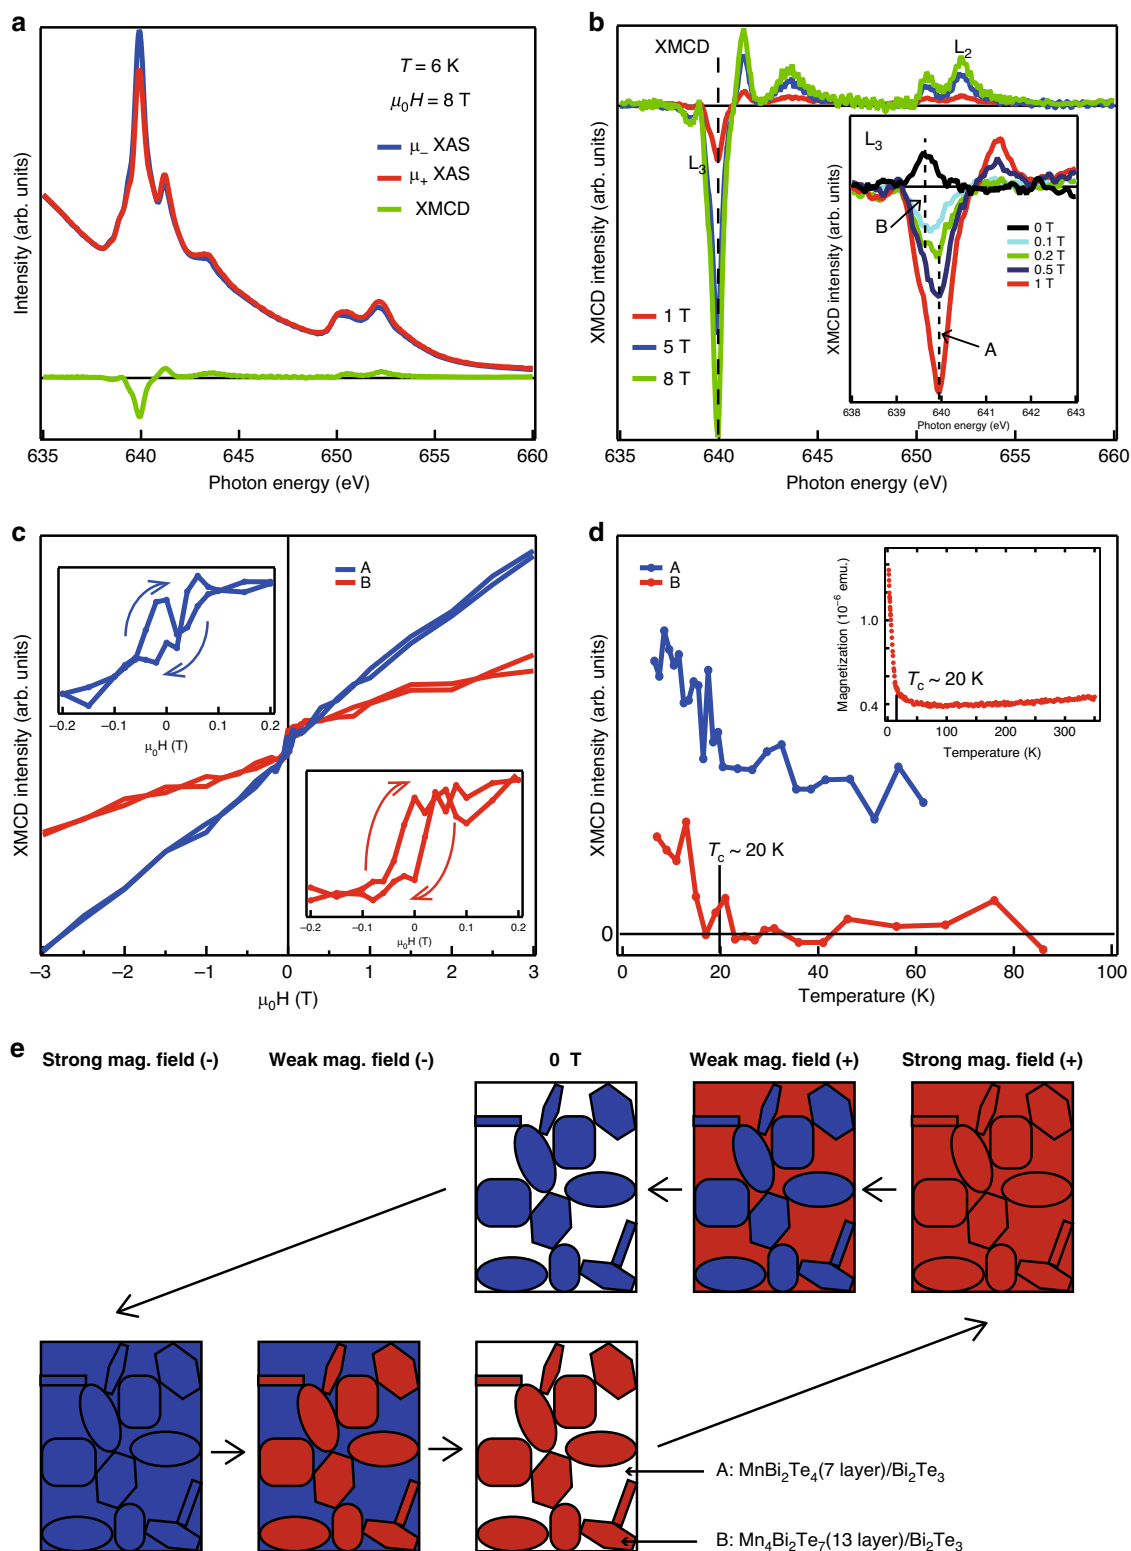 a
T = 6 K
μ₀H = 8 T
μ₋ XAS
μ₊ XAS
XMCD
Intensity (arb. units)
635 640 645 650 655 660
Photon energy (eV)
b
XMCD
L₂
L₃
1 T
5 T
8 T
XMCD intensity (arb. units)
635 640 645 650 655 660
Photon energy (eV)
L₃
B
A
0 T
0.1 T
0.2 T
0.5 T
1 T
XMCD intensity (arb. units)
638 639 640 641 642 643
Photon energy (eV)
c
A
B
XMCD intensity (arb. units)
−3 −2 −1 0 1 2 3
μ₀H (T)
−0.2 −0.1 0 0.1 0.2
μ₀H (T)
−0.2 −0.1 0 0.1 0.2
μ₀H (T)
d
A
B
XMCD intensity (arb. units)
0
T_c ~ 20 K
0 20 40 60 80 100
Temperature (K)
Magnetization (10⁻⁶ emu.)
1.0
0.4
T_c ~ 20 K
0 100 200 300
Temperature (K)
e
Strong mag. field (-) Weak mag. field (-) 0 T Weak mag. field (+) Strong mag. field (+)
A: MnBi₂Te₄(7 layer)/Bi₂Te₃
B: Mn₄Bi₂Te₇(13 layer)/Bi₂Te₃